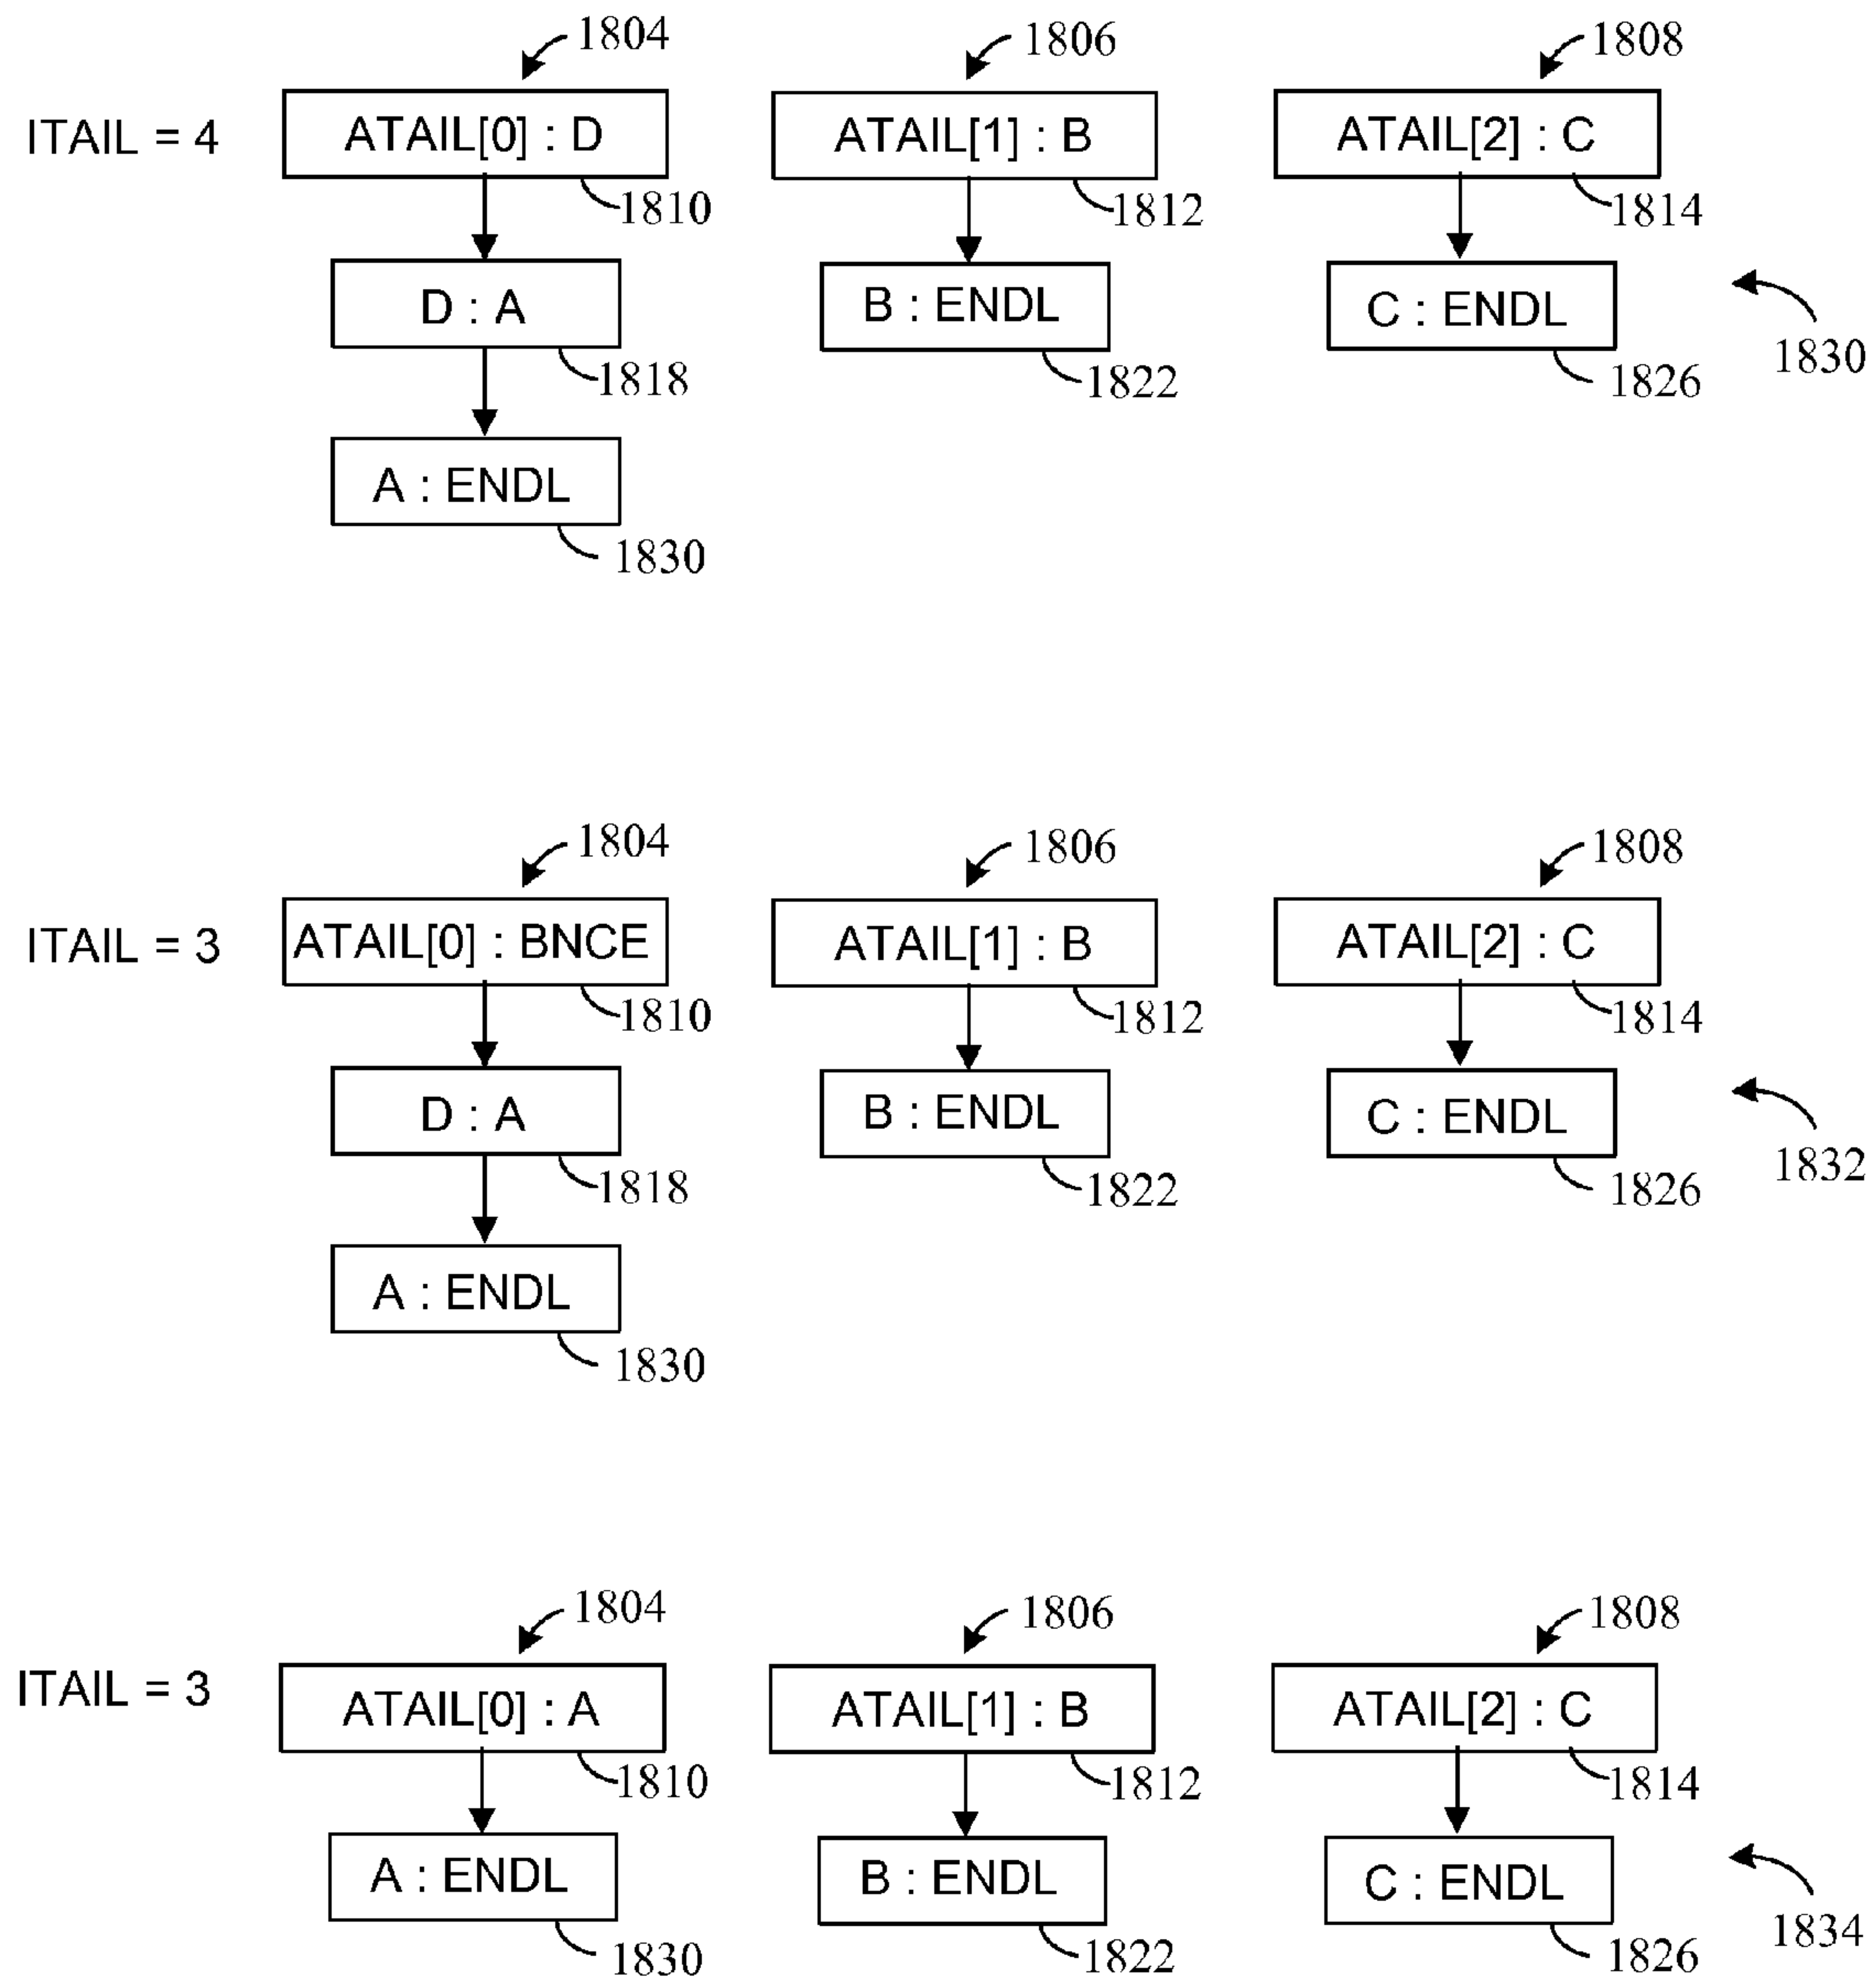 1804 1806 1808
ITAIL = 4 ATAIL[0] : D ATAIL[1] : B ATAIL[2] : C
1810 1812 1814
D : A B : ENDL C : ENDL
1818 1822 1826 1830
A : ENDL
1830
1804 1806 1808
ITAIL = 3 ATAIL[0] : BNCE ATAIL[1] : B ATAIL[2] : C
1810 1812 1814
D : A B : ENDL C : ENDL
1818 1822 1826 1832
A : ENDL
1830
1804 1806 1808
ITAIL = 3 ATAIL[0] : A ATAIL[1] : B ATAIL[2] : C
1810 1812 1814
A : ENDL B : ENDL C : ENDL
1830 1822 1826 1834